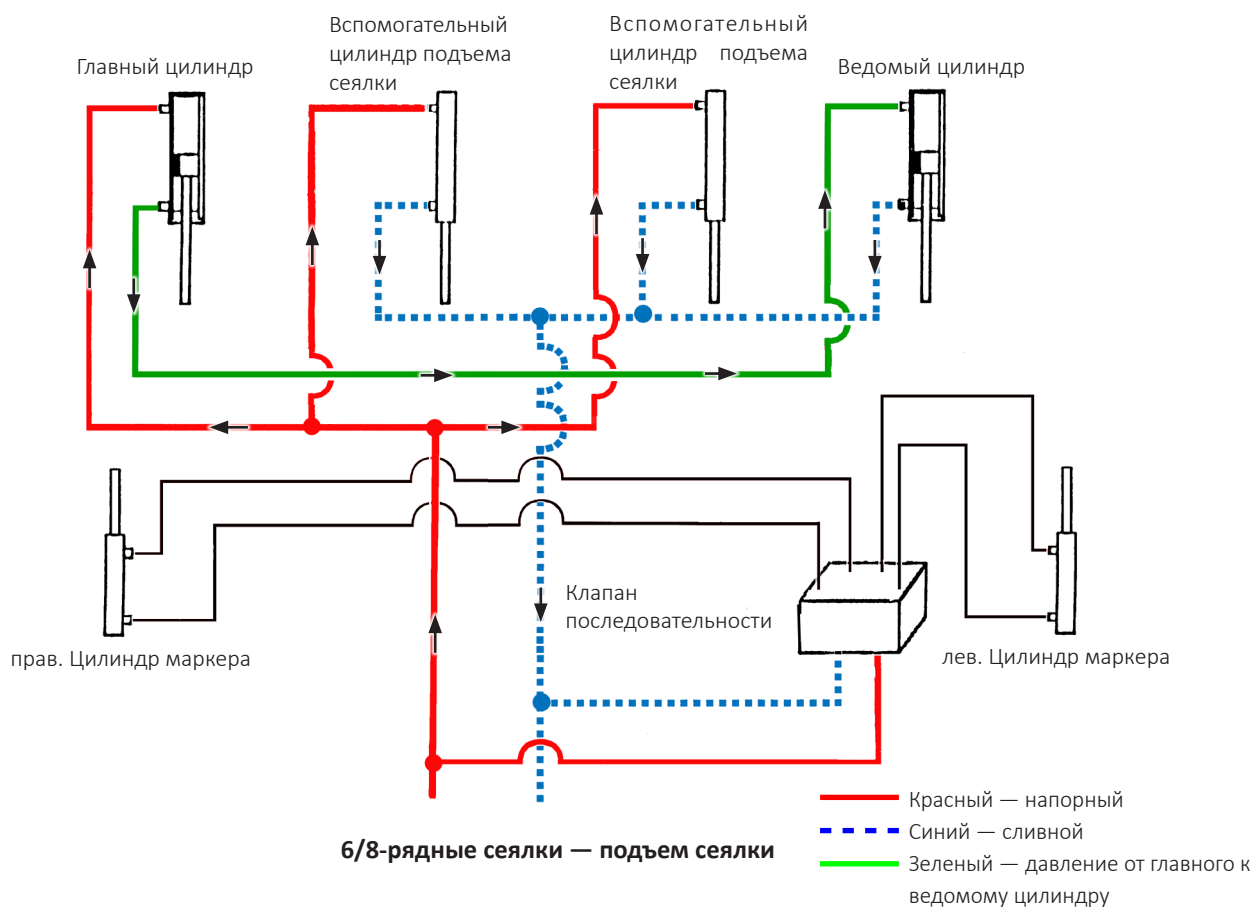 Вспомогательный
цилиндр подъема
сеялки
Вспомогательный
цилиндр подъема
сеялки
Главный цилиндр
Ведомый цилиндр
Клапан
последовательности
прав. Цилиндр маркера
лев. Цилиндр маркера
Красный — напорный
Синий — сливной
Зеленый — давление от главного к
ведомому цилиндру
6/8-рядные сеялки — подъем сеялки